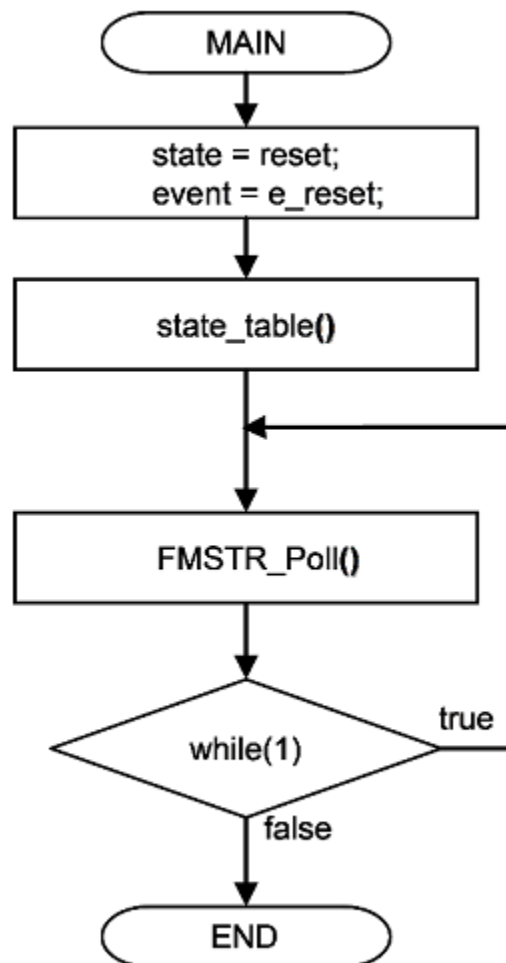 MAIN
state = reset;
event = e_reset;
state_table()
FMSTR_Poll()
while(1)
true
false
END